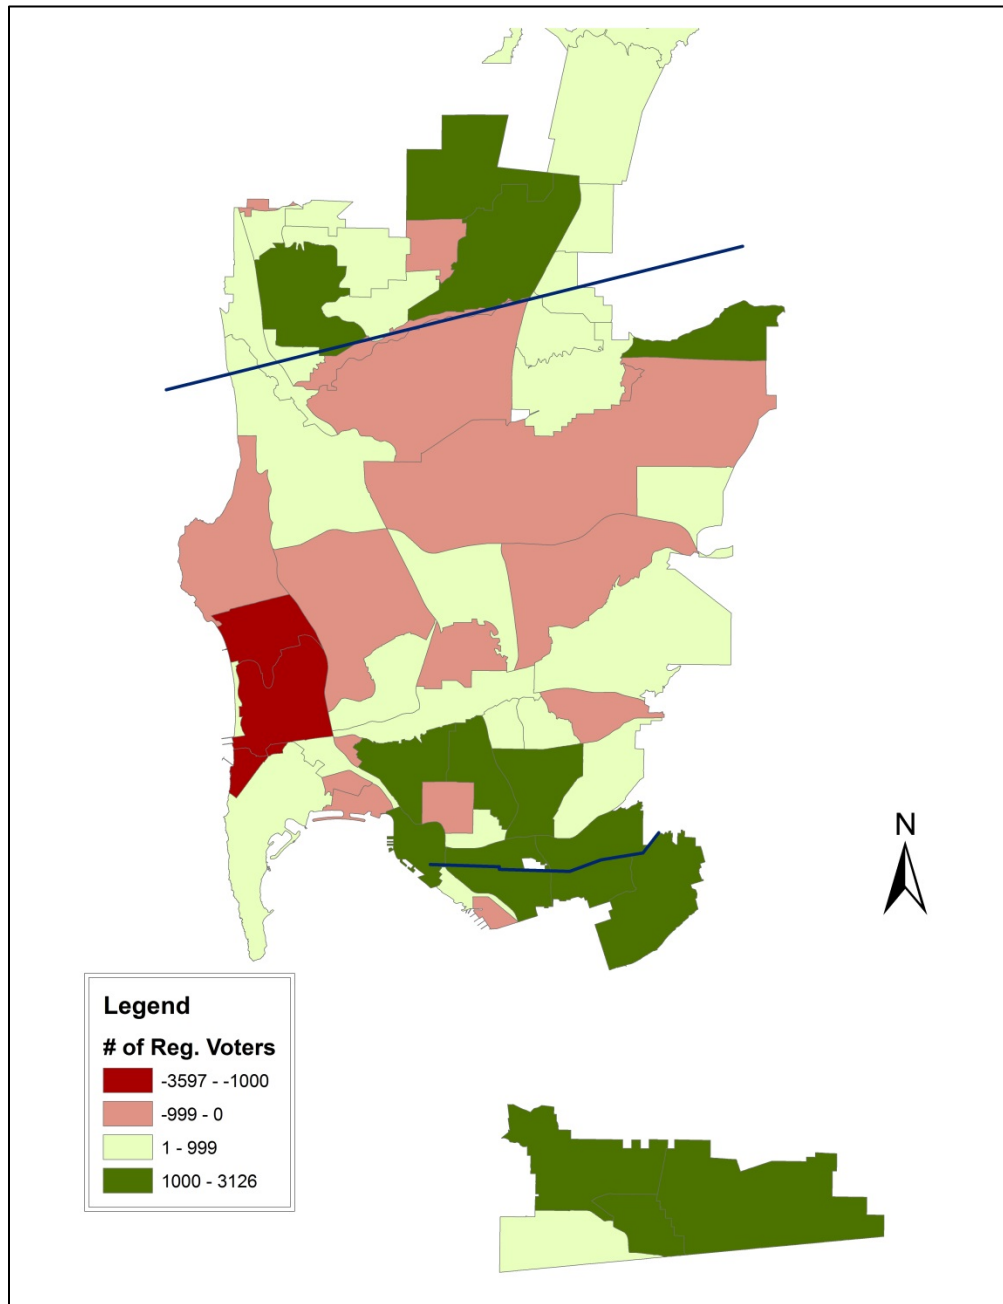 N
Legend
# of Reg. Voters
-3597 - -1000
-999 - 0
1 - 999
1000 - 3126